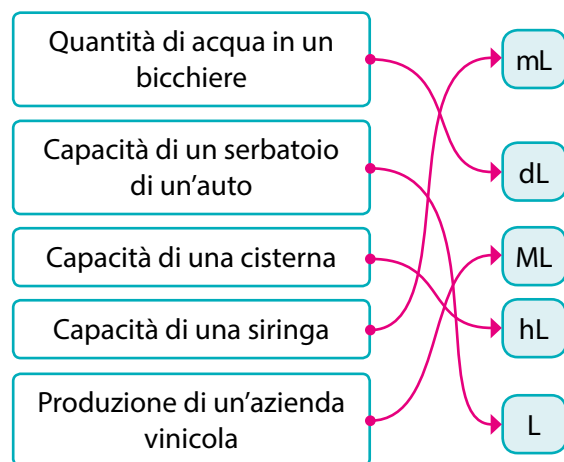 Quantità di acqua in un
bicchiere
Capacità di un serbatoio
di un'auto
Capacità di una cisterna
Capacità di una siringa
Produzione di un'azienda
vinicola
mL
dL
ML
hL
L